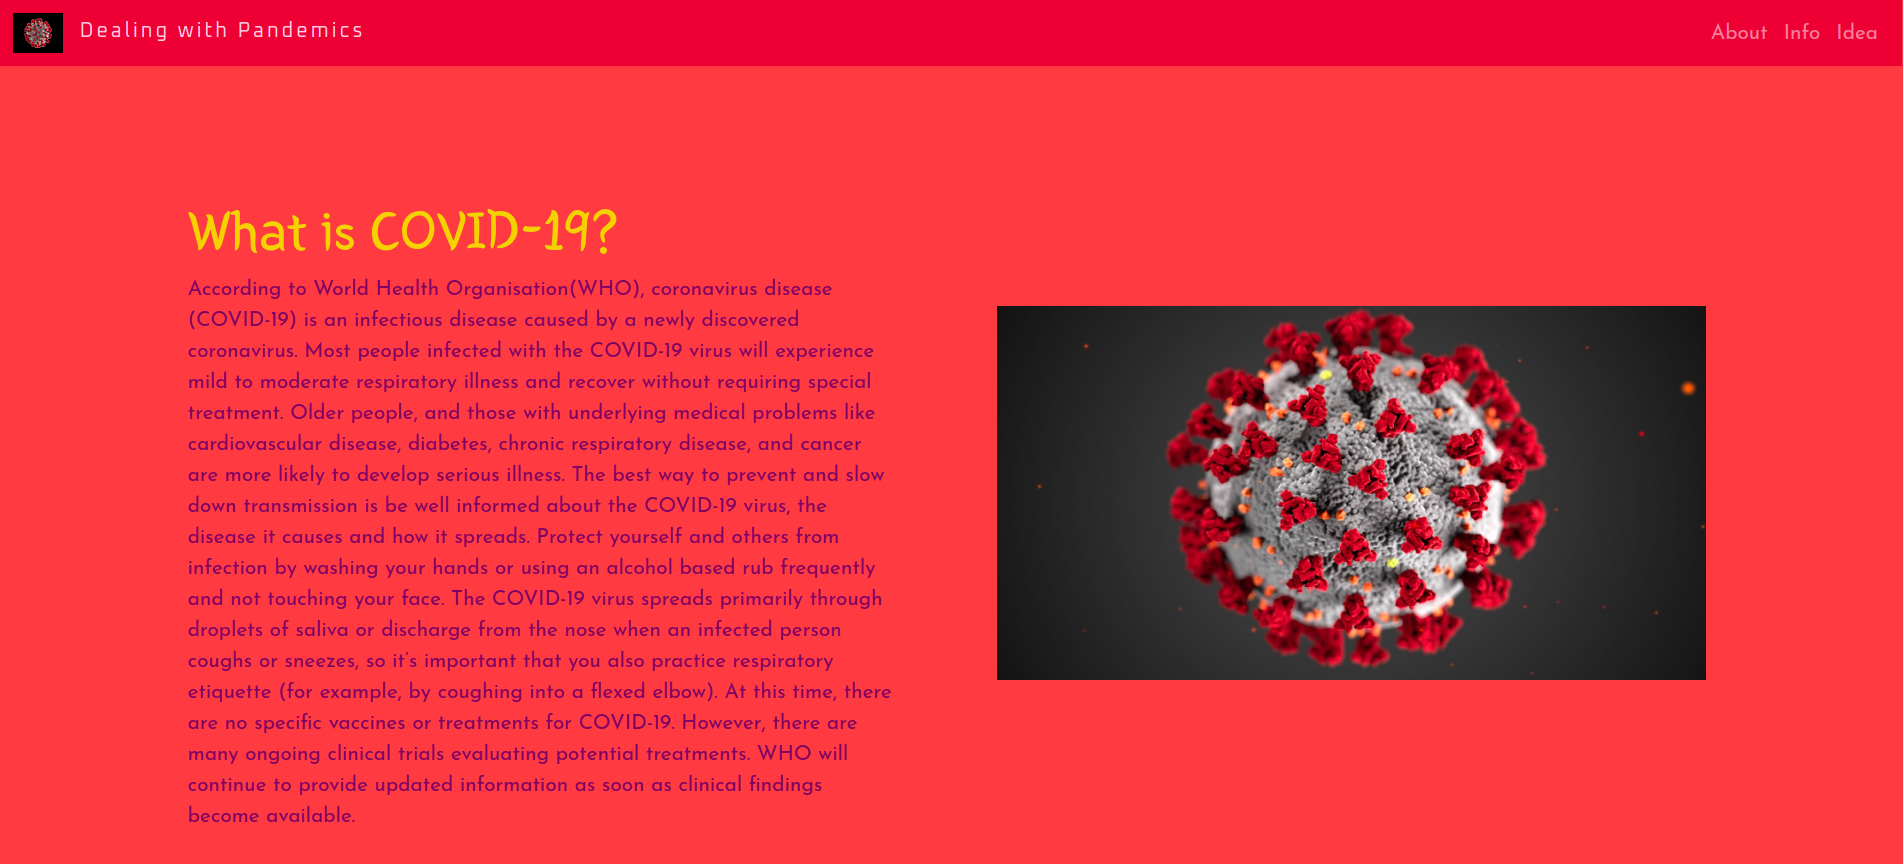 Dealing with Pandemics
About Info Idea
What is COVID-19?
According to World Health Organisation(WHO), coronavirus disease
(COVID-19) is an infectious disease caused by a newly discovered
coronavirus. Most people infected with the COVID-19 virus will experience
mild to moderate respiratory illness and recover without requiring special
treatment. Older people, and those with underlying medical problems like
cardiovascular disease, diabetes, chronic respiratory disease, and cancer
are more likely to develop serious illness. The best way to prevent and slow
down transmission is be well informed about the COVID-19 virus, the
disease it causes and how it spreads. Protect yourself and others from
infection by washing your hands or using an alcohol based rub frequently
and not touching your face. The COVID-19 virus spreads primarily through
droplets of saliva or discharge from the nose when an infected person
coughs or sneezes, so it's important that you also practice respiratory
etiquette (for example, by coughing into a flexed elbow). At this time, there
are no specific vaccines or treatments for COVID-19. However, there are
many ongoing clinical trials evaluating potential treatments. WHO will
continue to provide updated information as soon as clinical findings
become available.